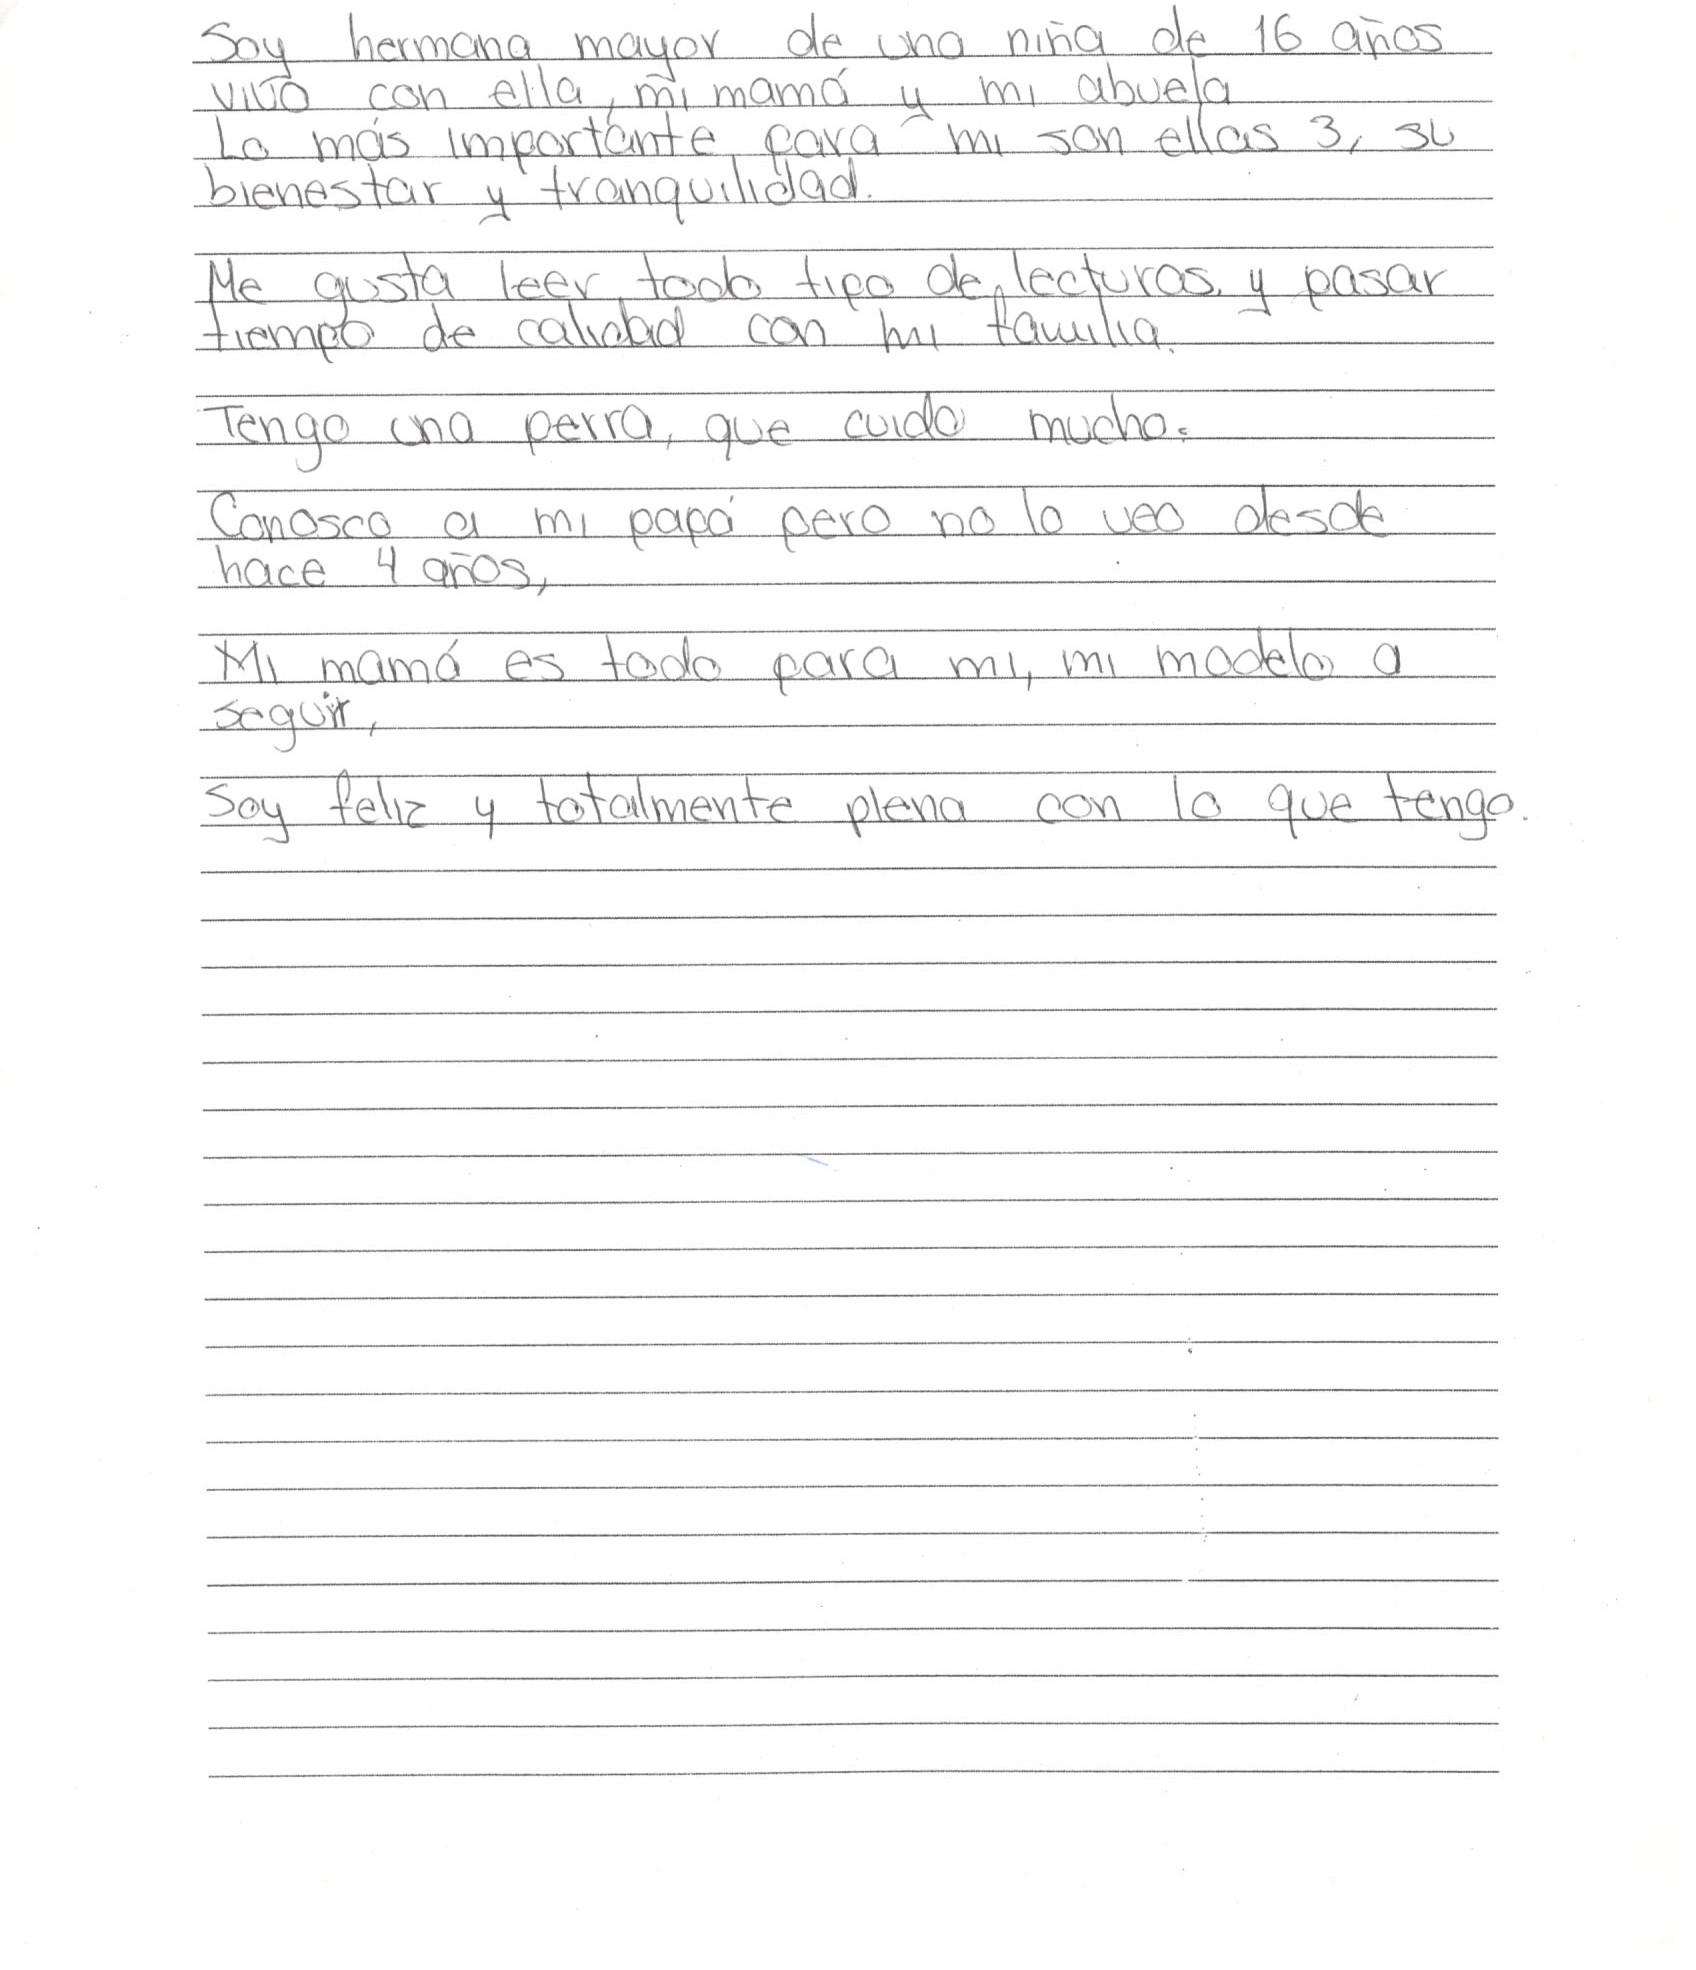 Soy hermana mayor de una niña de 16 años
vivo con ella, mi mamá y mi abuela
Lo más importante para mi son ellas 3, su
bienestar y tranquilidad.
Me gusta leer todo tipo de lecturas y pasar
tiempo de calidad con mi familia.
Tengo una perra, que cuido mucho.
Conosco a mi papá pero no lo veo desde
hace 4 años,
Mi mamá es todo para mi, mi modelo a
seguir,
Soy feliz y totalmente plena con lo que tengo.